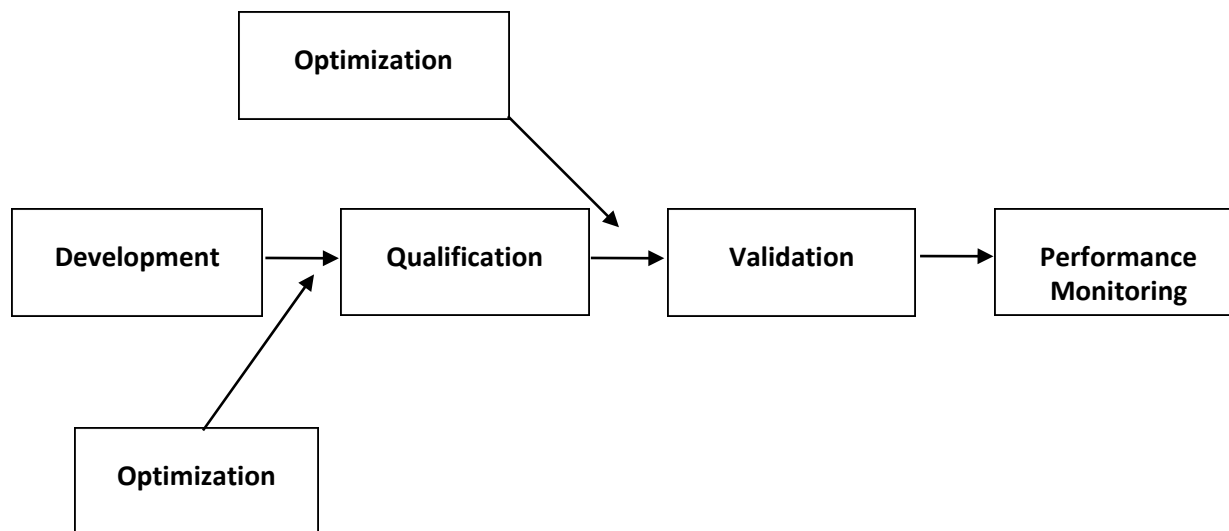 Optimization
Development
Qualification
Validation
Performance
Monitoring
Optimization